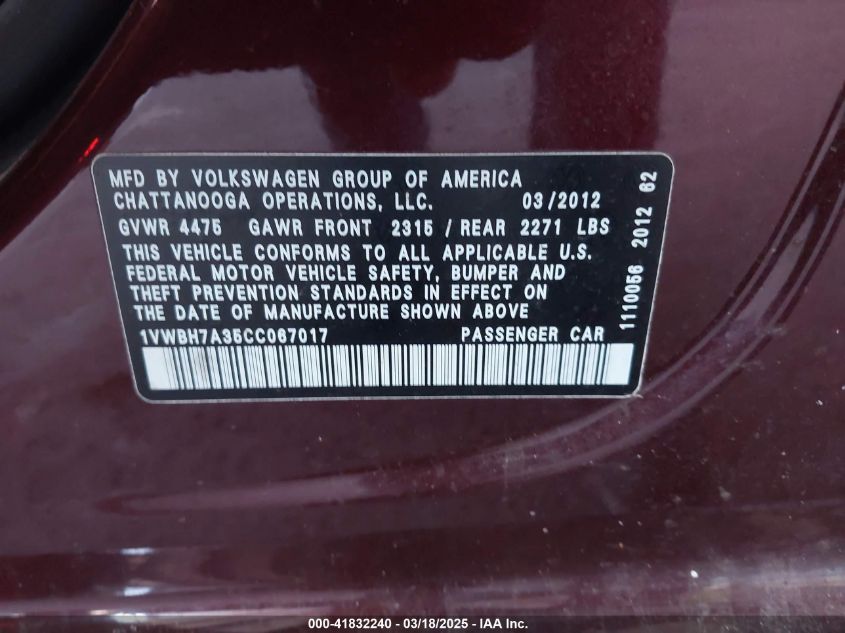 MFD BY VOLKSWAGEN GROUP OF AMERICA
CHATTANOOGA OPERATIONS, LLC. 03/2012
GVWR 4475 GAWR FRONT 2315 / REAR 2271 LBS
THIS VEHICLE CONFORMS TO ALL APPLICABLE U.S.
FEDERAL MOTOR VEHICLE SAFETY, BUMPER AND
THEFT PREVENTION STANDARDS IN EFFECT ON
THE DATE OF MANUFACTURE SHOWN ABOVE
1VWBH7A35CC067017 PASSENGER CAR
1110056 2012 62
000-41832240 - 03/18/2025 - IAA Inc.